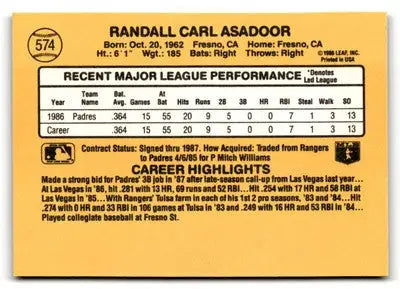 574
RANDALL CARL ASADOOR
Born: Oct. 20, 1962 Fresno, CA Home: Fresno, CA
Ht.: 6' 1" Wgt.: 185 Bats: Right Throws: Right
© 1986 LEAF, INC.
Printed in USA
RECENT MAJOR LEAGUE PERFORMANCE *Denotes Led League
Year Team Name Bat. Avg. Games At Bat Hits Runs 2B 3B HR RBI Steal Walk SO
1986 Padres .364 15 55 20 9 5 0 0 7 1 3 13
Career .364 15 55 20 9 5 0 0 7 1 3 13
Contract Status: Signed thru 1987. How Acquired: Traded from Rangers
to Padres 4/6/85 for P Mitch Williams
CAREER HIGHLIGHTS
Made a strong bid for Padres' 3B job in '87 after late-season call-up from Las Vegas last year...
At Las Vegas in '86, hit .281 with 13 HR, 69 runs and 52 RBI... Hit .254 with 17 HR and 58 RBI
at Las Vegas in '85... With Rangers' Tulsa farm in each of his 1st 2 pro seasons, '83 and '84... Hit
.274 with 0 HR and 33 RBI in 106 games at Tulsa in '83 and .249 with 16 HR and 53 RBI in '84...
Played collegiate baseball at Fresno St.